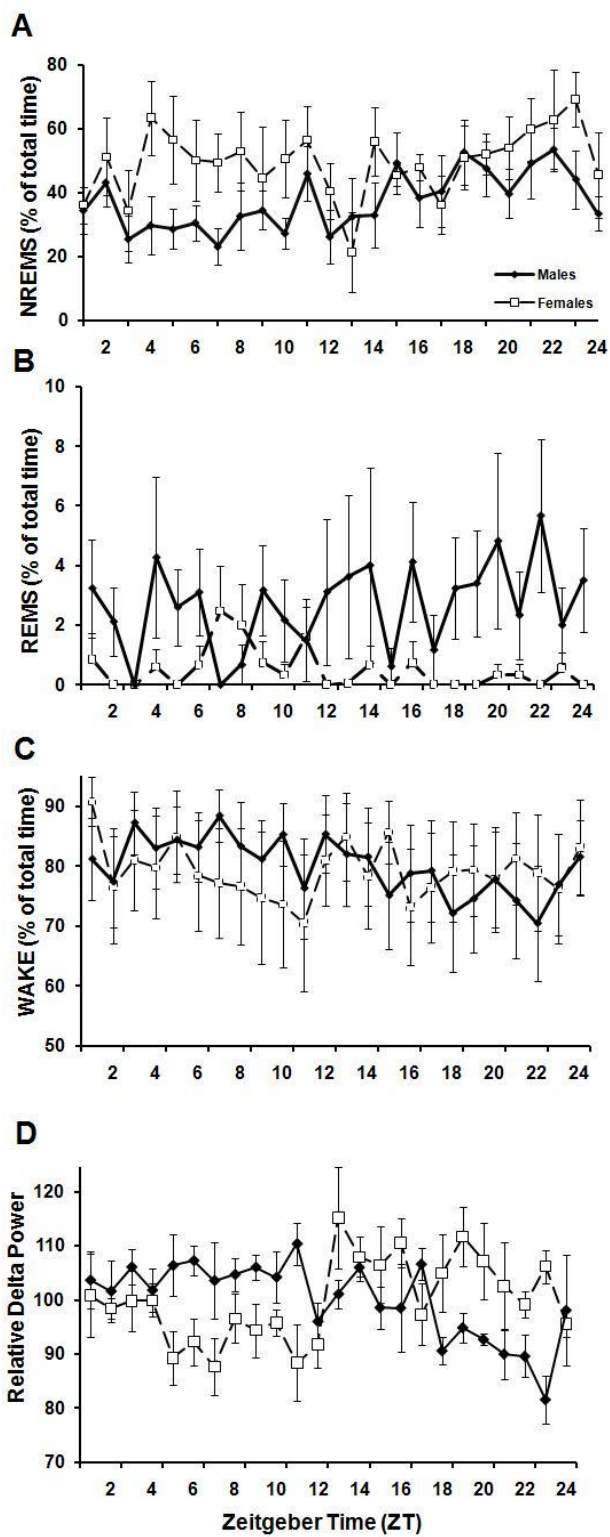 A
NREMS (% of total time)
80
60
40
20
0
Males
Females
2 4 6 8 10 12 14 16 18 20 22 24
B
REMS (% of total time)
10
8
6
4
2
0
2 4 6 8 10 12 14 16 18 20 22 24
C
WAKE (% of total time)
90
80
70
60
50
2 4 6 8 10 12 14 16 18 20 22 24
D
Relative Delta Power
120
110
100
90
80
70
2 4 6 8 10 12 14 16 18 20 22 24
Zeitgeber Time (ZT)